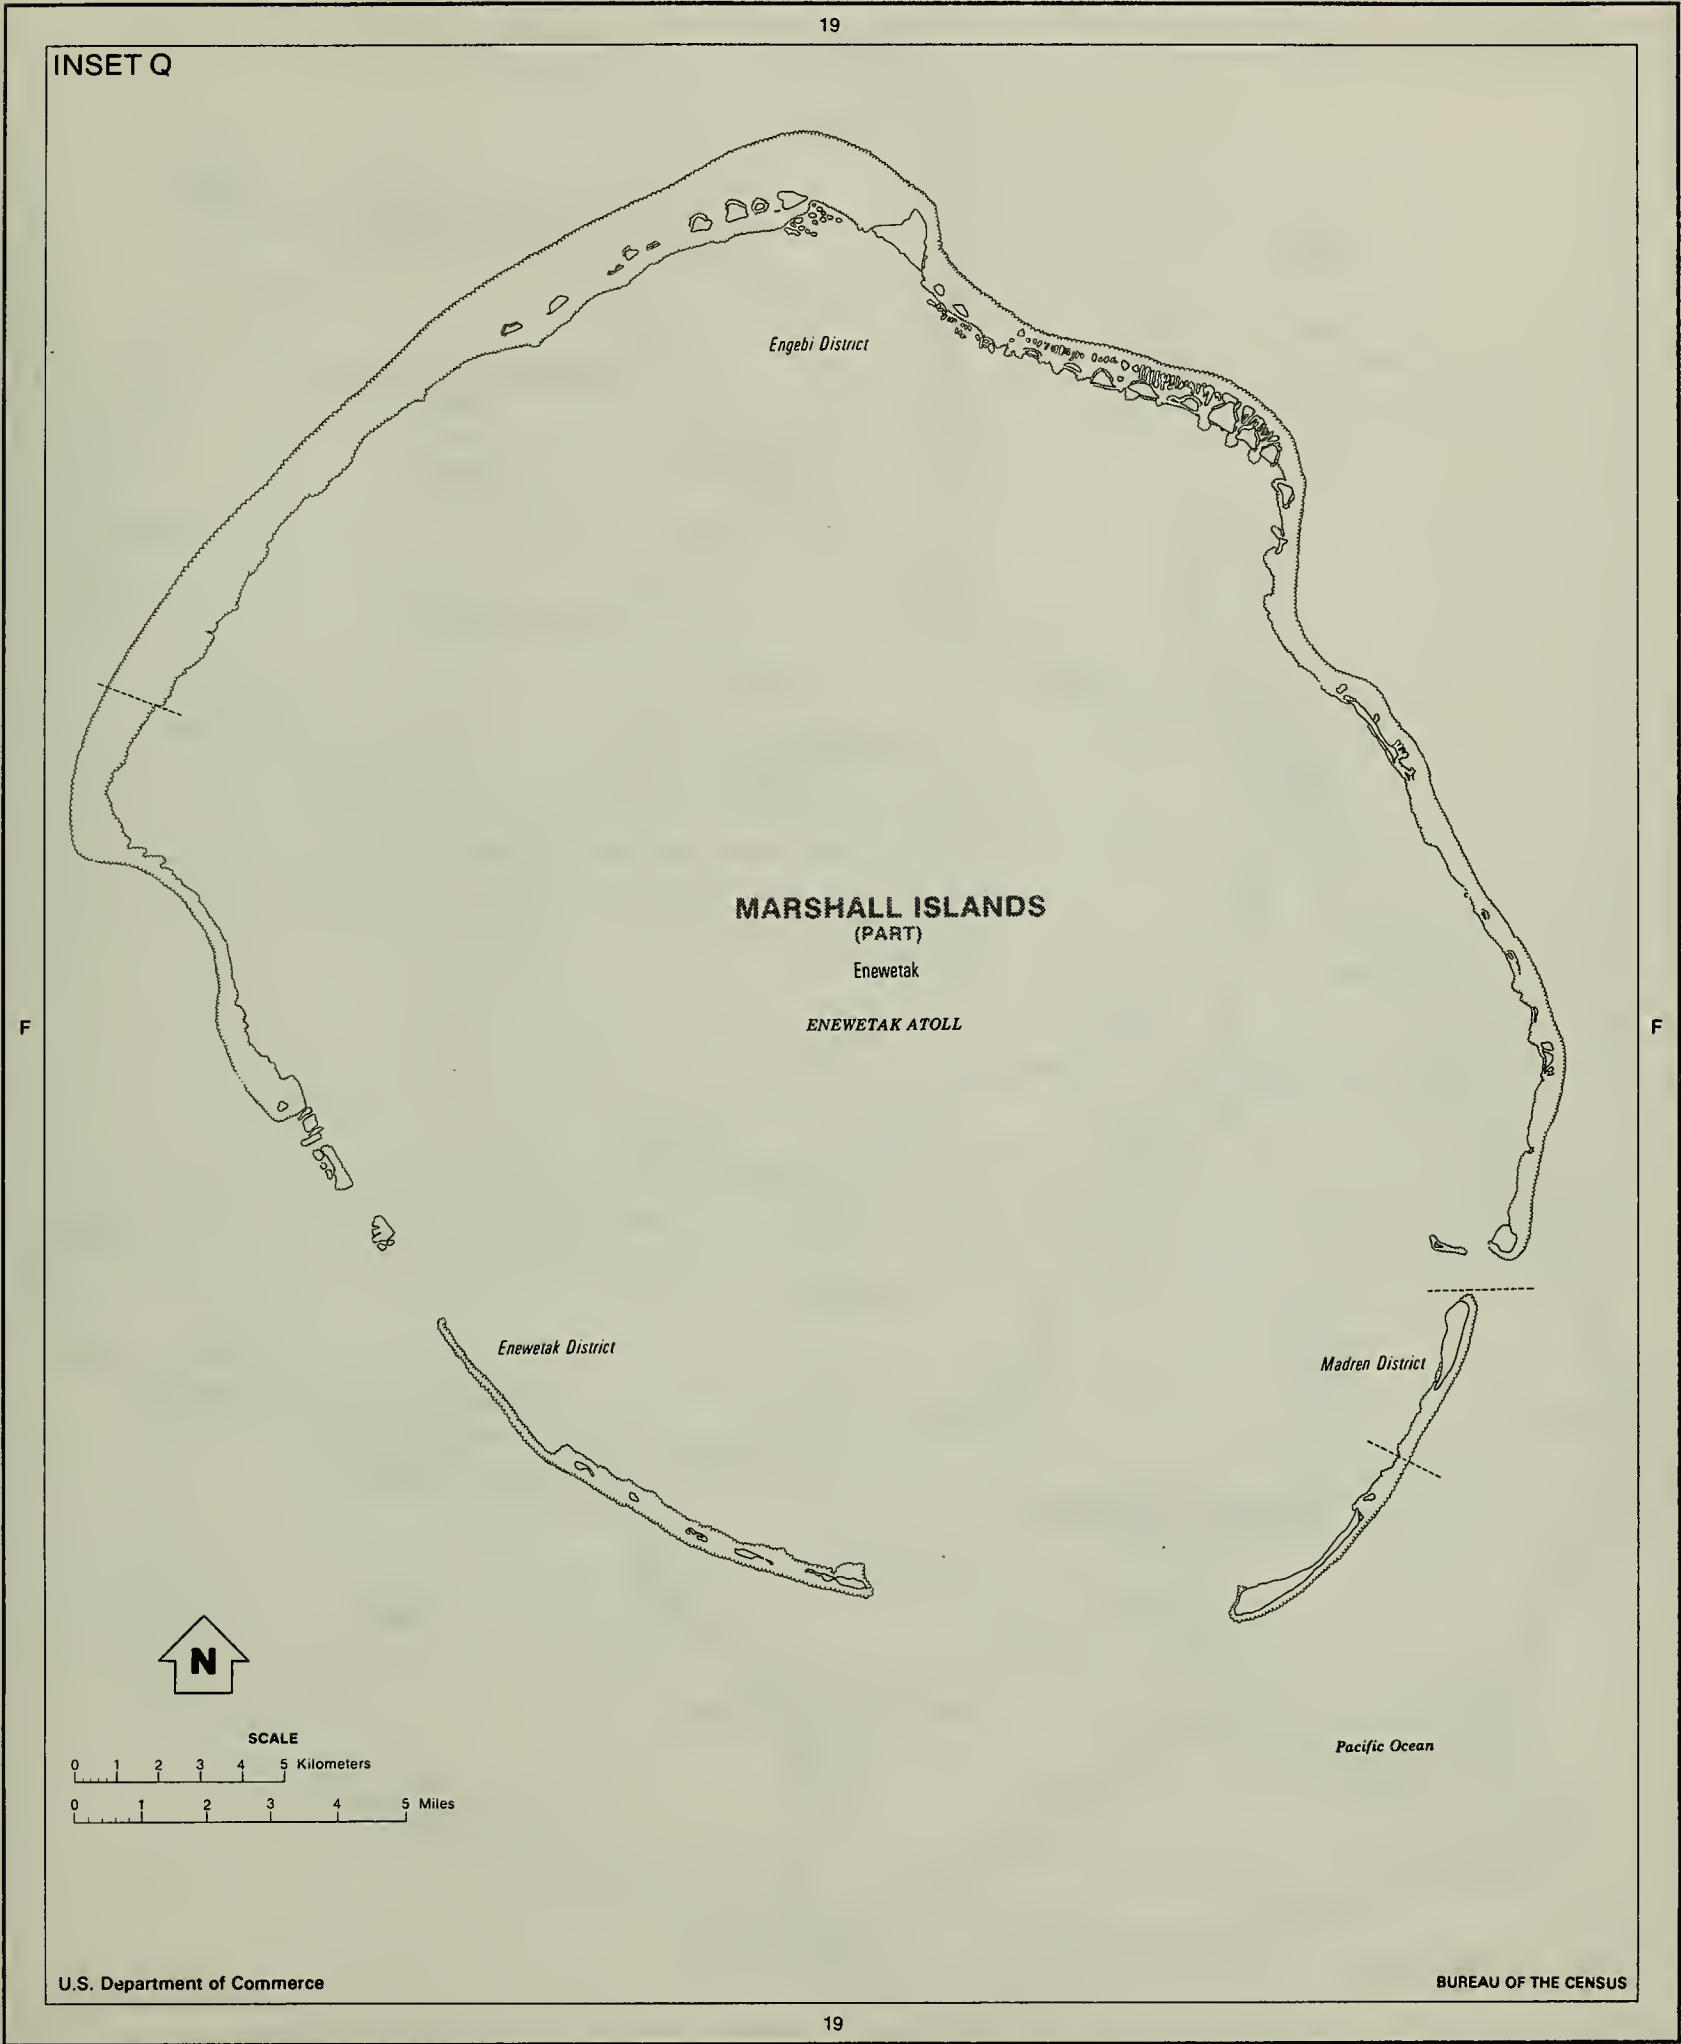 19
INSET Q
Engebi District
MARSHALL ISLANDS
(PART)
Enewetak
ENEWETAK ATOLL
F
F
Enewetak District
Madren District
N
SCALE
0 1 2 3 4 5 Kilometers
0 1 2 3 4 5 Miles
Pacific Ocean
U.S. Department of Commerce
BUREAU OF THE CENSUS
19